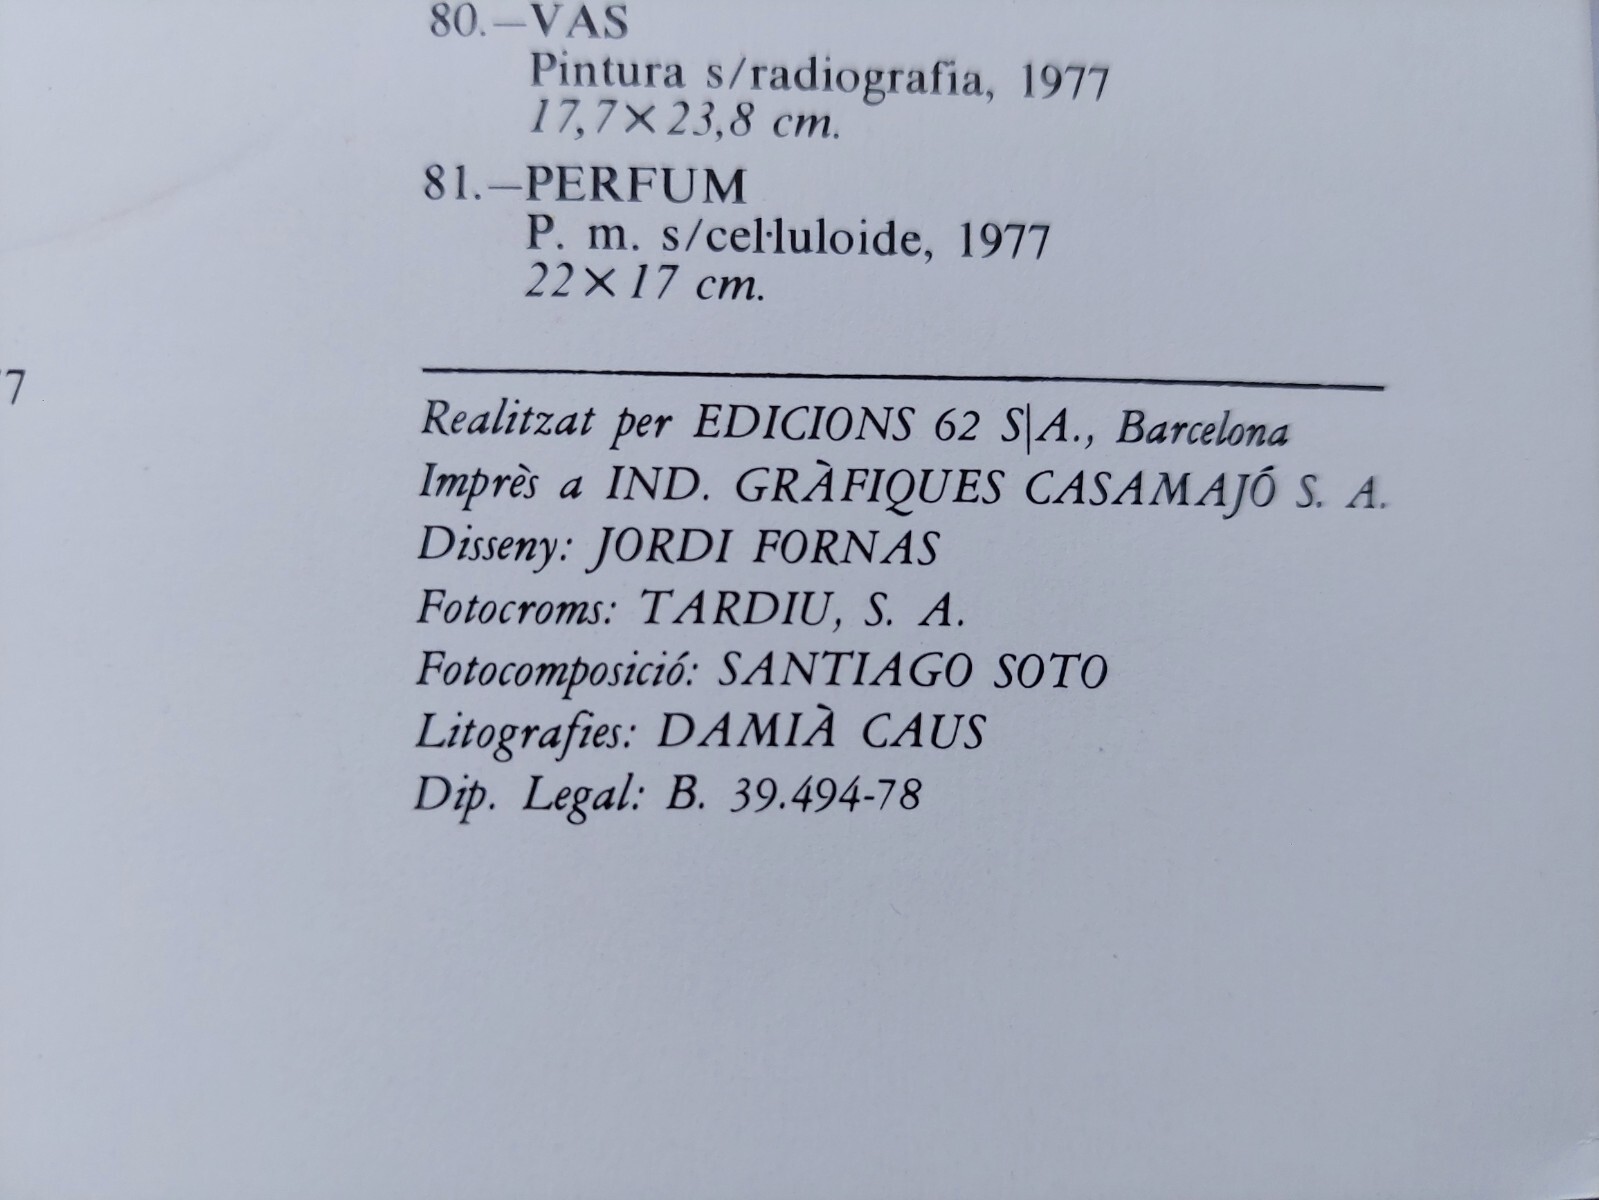 80.—VAS
Pintura s/radiografia, 1977
17,7×23,8 cm.
81.—PERFUM
P. m. s/cel·luloide, 1977
22×17 cm.
7
Realitzat per EDICIONS 62 S|A., Barcelona
Imprès a IND. GRÀFIQUES CASAMAJÓ S. A.
Disseny: JORDI FORNAS
Fotocroms: TARDIU, S. A.
Fotocomposició: SANTIAGO SOTO
Litografies: DAMIÀ CAUS
Dip. Legal: B. 39.494-78